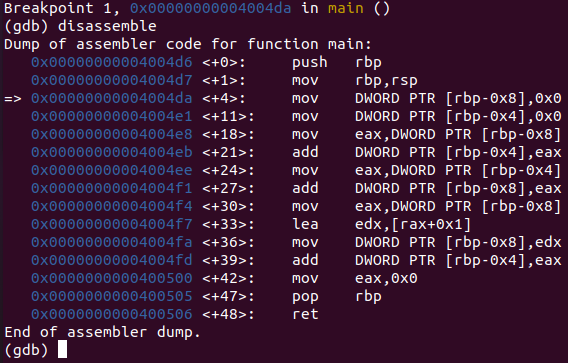 Breakpoint 1, 0x00000000004004da in main ()
(gdb) disassemble
Dump of assembler code for function main:
   0x00000000004004d6 <+0>:     push   rbp
   0x00000000004004d7 <+1>:     mov    rbp,rsp
=> 0x00000000004004da <+4>:     mov    DWORD PTR [rbp-0x8],0x0
   0x00000000004004e1 <+11>:    mov    DWORD PTR [rbp-0x4],0x0
   0x00000000004004e8 <+18>:    mov    eax,DWORD PTR [rbp-0x8]
   0x00000000004004eb <+21>:    add    DWORD PTR [rbp-0x4],eax
   0x00000000004004ee <+24>:    mov    eax,DWORD PTR [rbp-0x4]
   0x00000000004004f1 <+27>:    add    DWORD PTR [rbp-0x8],eax
   0x00000000004004f4 <+30>:    mov    eax,DWORD PTR [rbp-0x8]
   0x00000000004004f7 <+33>:    lea    edx,[rax+0x1]
   0x00000000004004fa <+36>:    mov    DWORD PTR [rbp-0x8],edx
   0x00000000004004fd <+39>:    add    DWORD PTR [rbp-0x4],eax
   0x0000000000400500 <+42>:    mov    eax,0x0
   0x0000000000400505 <+47>:    pop    rbp
   0x0000000000400506 <+48>:    ret
End of assembler dump.
(gdb)